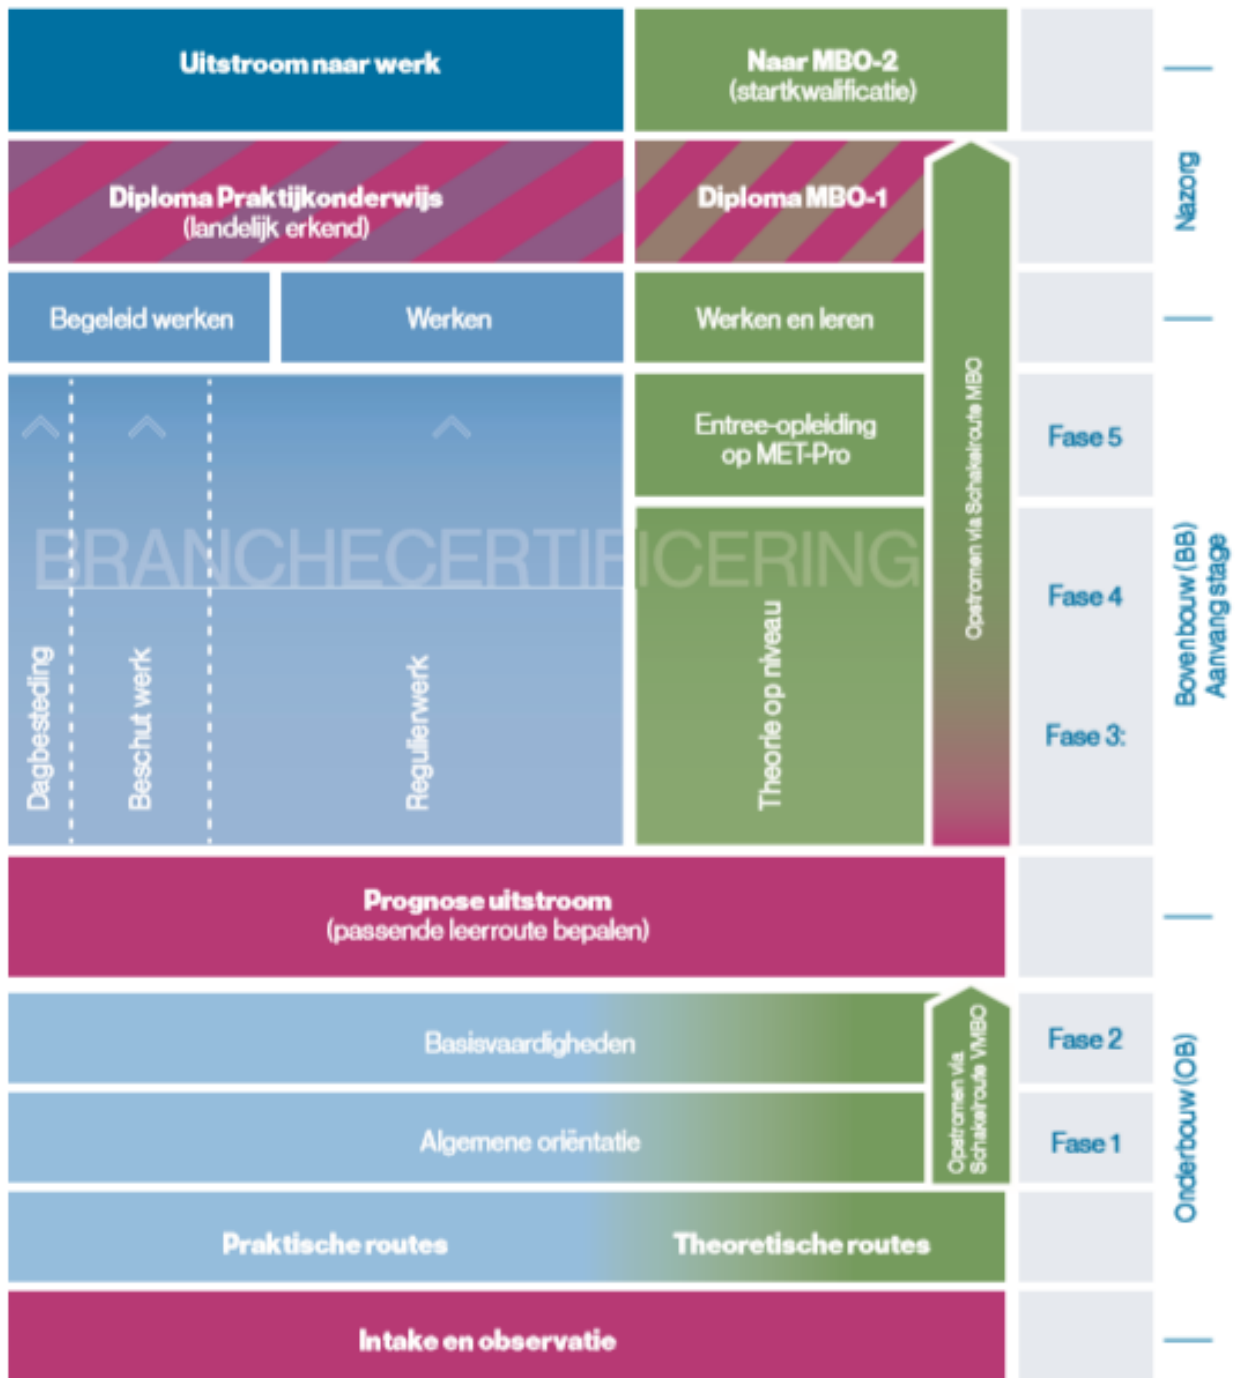 Uitstroom naar werk
Naar MBO-2
(startkwalificatie)
Diploma Praktijkonderwijs
(landelijk erkend)
Diploma MBO-1
Nazorg
Begeleid werken
Werken
Werken en leren
Entree-opleiding
op MET-Pro
Opstromen via Schakelroute MBO
Fase 5
BRANCHECERTIFICERING
Fase 4
Bovenbouw (BB)
Aanvang stage
Dagbesteding
Beschut werk
Regulier werk
Theorie op niveau
Fase 3:
Prognose uitstroom
(passende leerroute bepalen)
Basisvaardigheden
Opstromen via
Schakelroute VMBO
Fase 2
Algemene oriëntatie
Fase 1
Onderbouw (OB)
Praktische routes
Theoretische routes
Intake en observatie